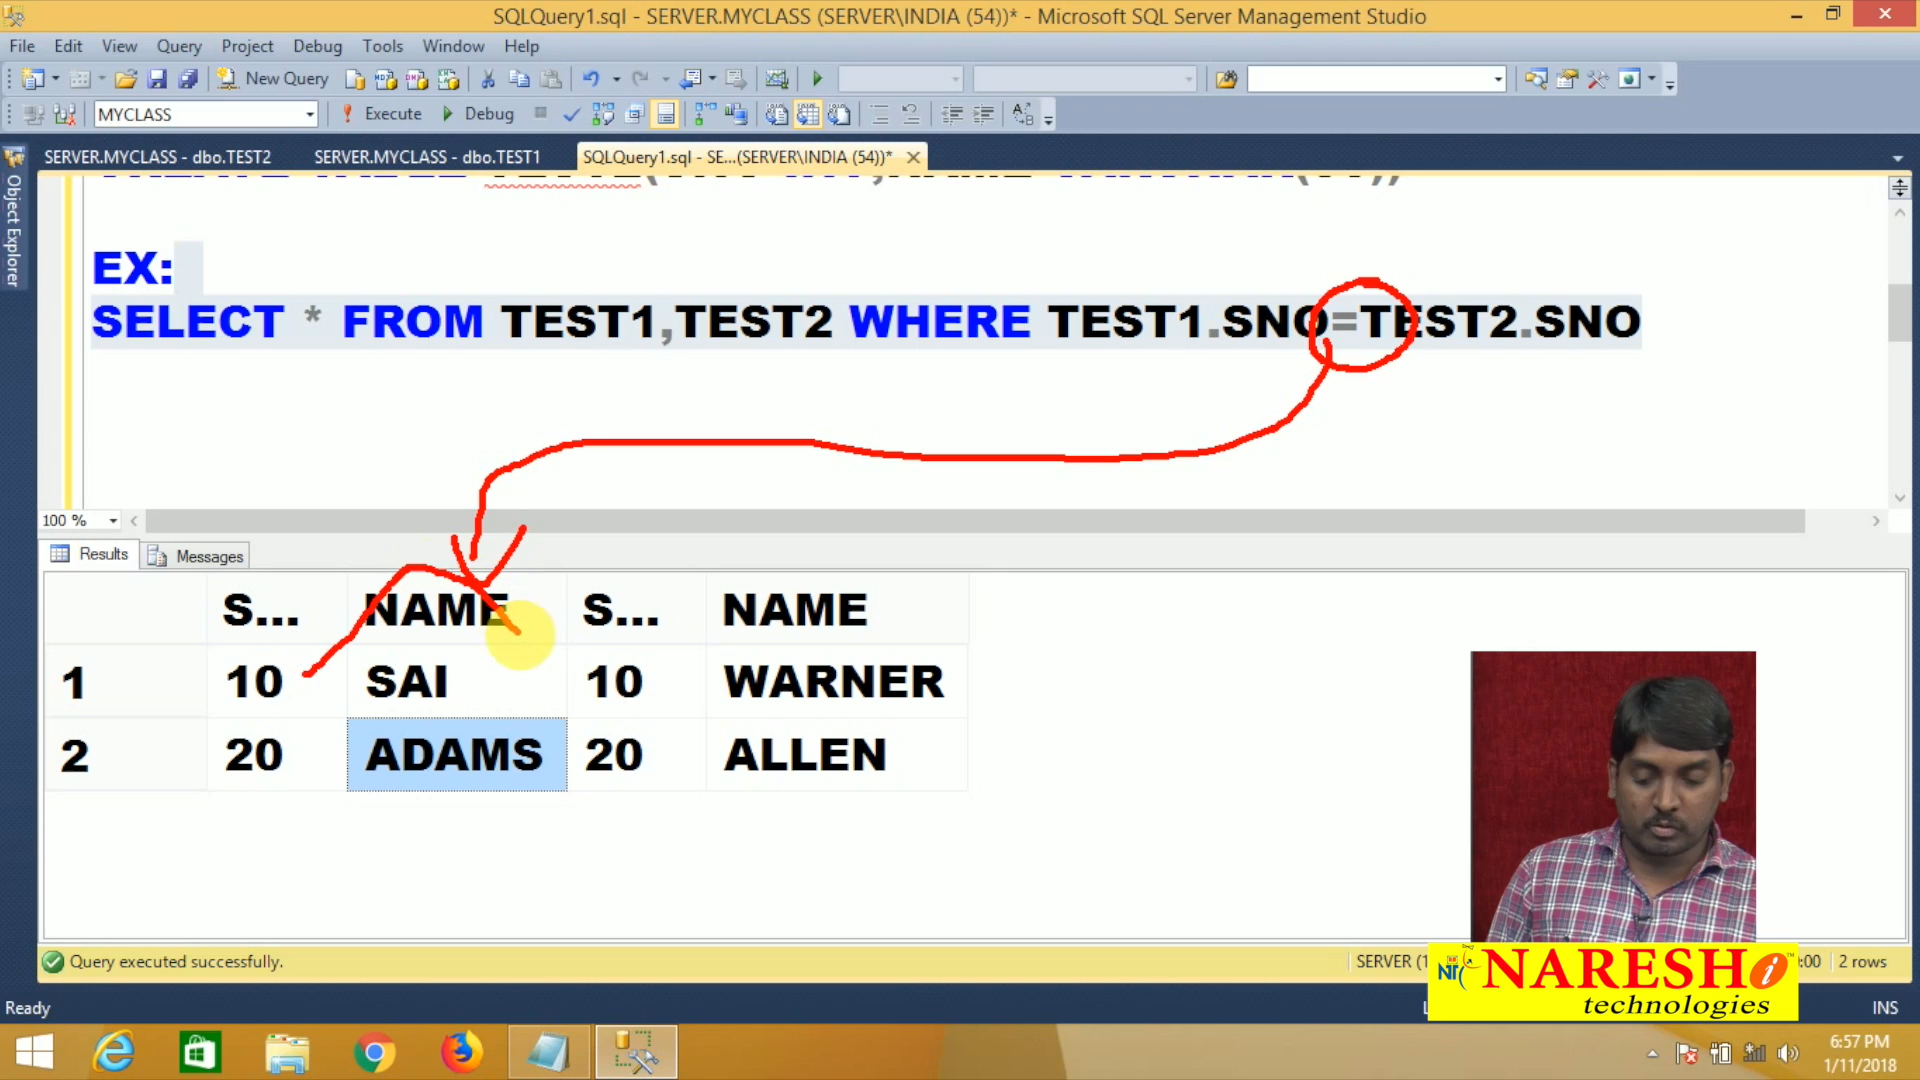 SQLQuery1.sql - SERVER.MYCLASS (SERVER\INDIA (54))* - Microsoft SQL Server Management Studio
File Edit View Query Project Debug Tools Window Help
New Query
MYCLASS Execute Debug
SERVER.MYCLASS - dbo.TEST2 SERVER.MYCLASS - dbo.TEST1 SQLQuery1.sql - SE...(SERVER\INDIA (54))*
Object Explorer
EX:
SELECT * FROM TEST1,TEST2 WHERE TEST1.SNO=TEST2.SNO
100 %
Results Messages
S... NAME S... NAME
1 10 SAI 10 WARNER
2 20 ADAMS 20 ALLEN
Query executed successfully. SERVER (1 :00 2 rows
NARESH i
technologies
Ready INS
6:57 PM
1/11/2018